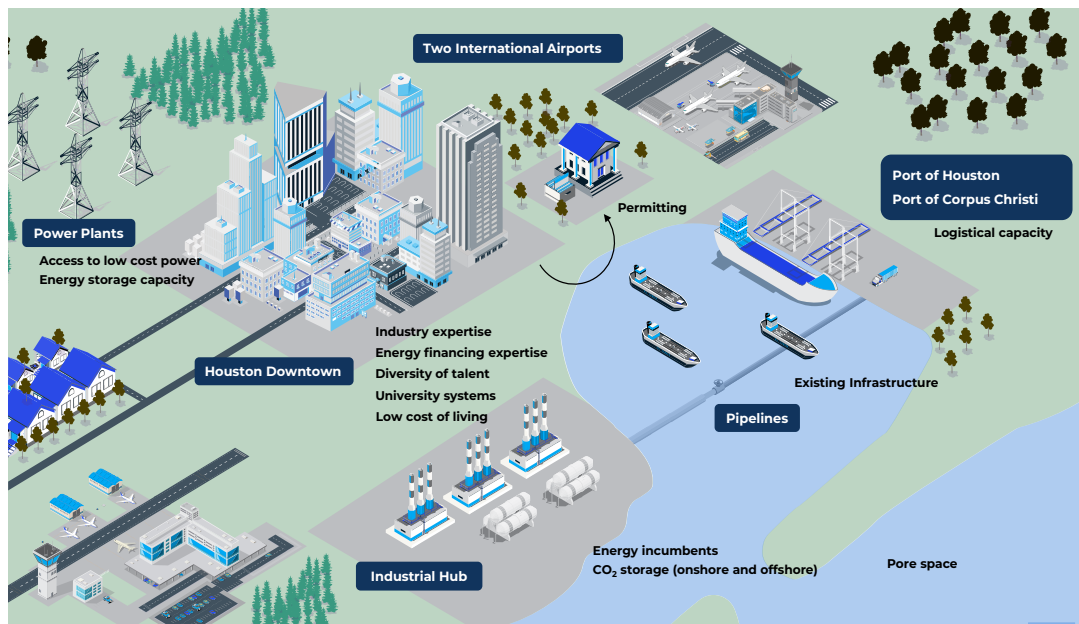 Two International Airports
Port of Houston
Port of Corpus Christi
Logistical capacity
Permitting
Power Plants
Access to low cost power
Energy storage capacity
Industry expertise
Energy financing expertise
Diversity of talent
University systems
Low cost of living
Houston Downtown
Existing Infrastructure
Pipelines
Energy incumbents
CO₂ storage (onshore and offshore)
Pore space
Industrial Hub